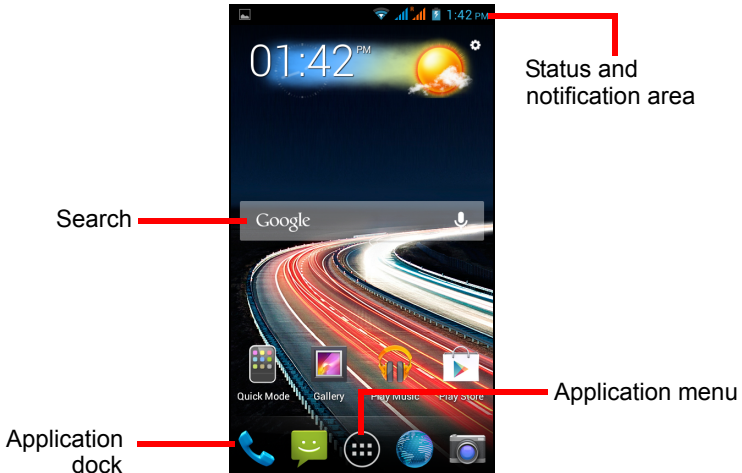 1:42 PM
01:42 PM
Status and
notification area
Search
Google
Quick Mode
Gallery
Play Music
Play Store
Application menu
Application
dock